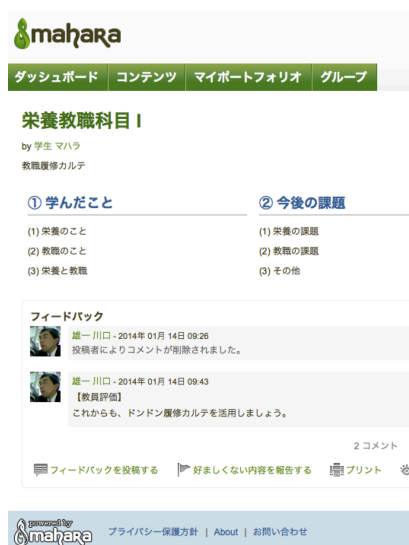 mahara
ダッシュボード コンテンツ マイポートフォリオ グループ
栄養教職科目 I
by 学生 マハラ
教職履修カルテ
① 学んだこと ② 今後の課題
(1) 栄養のこと (1) 栄養の課題
(2) 教職のこと (2) 教職の課題
(3) 栄養と教職 (3) その他
フィードバック
雄一 川口 - 2014年 01月 14日 09:26
投稿者によりコメントが削除されました。
雄一 川口 - 2014年 01月 14日 09:43
【教員評価】
これからも、ドンドン履修カルテを活用しましょう。
2 コメント
フィードバックを投稿する 好ましくない内容を報告する プリント
powered by
mahara プライバシー保護方針 | About | お問い合わせ